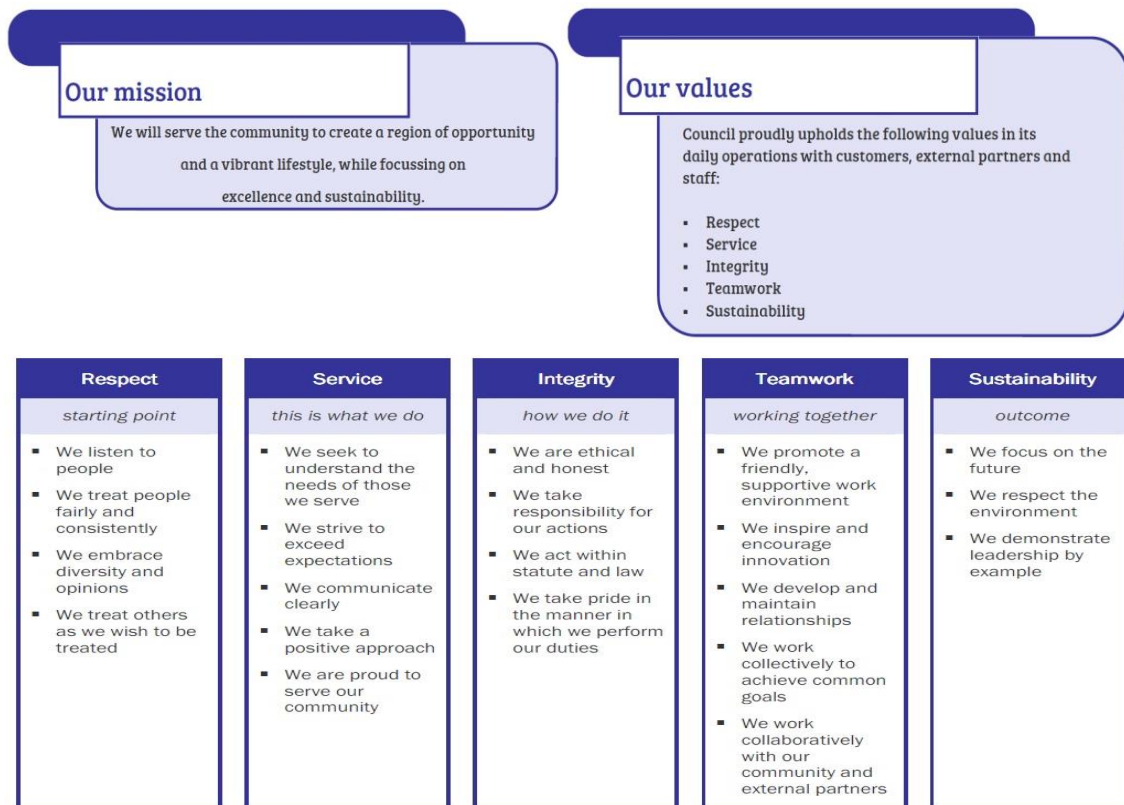 Our mission
We will serve the community to create a region of opportunity
and a vibrant lifestyle, while focussing on
excellence and sustainability.
Our values
Council proudly upholds the following values in its
daily operations with customers, external partners and
staff:
▪ Respect
▪ Service
▪ Integrity
▪ Teamwork
▪ Sustainability
Respect
starting point
▪ We listen to
people
▪ We treat people
fairly and
consistently
▪ We embrace
diversity and
opinions
▪ We treat others
as we wish to be
treated
Service
this is what we do
▪ We seek to
understand the
needs of those
we serve
▪ We strive to
exceed
expectations
▪ We communicate
clearly
▪ We take a
positive approach
▪ We are proud to
serve our
community
Integrity
how we do it
▪ We are ethical
and honest
▪ We take
responsibility for
our actions
▪ We act within
statute and law
▪ We take pride in
the manner in
which we perform
our duties
Teamwork
working together
▪ We promote a
friendly,
supportive work
environment
▪ We inspire and
encourage
innovation
▪ We develop and
maintain
relationships
▪ We work
collectively to
achieve common
goals
▪ We work
collaboratively
with our
community and
external partners
Sustainability
outcome
▪ We focus on the
future
▪ We respect the
environment
▪ We demonstrate
leadership by
example